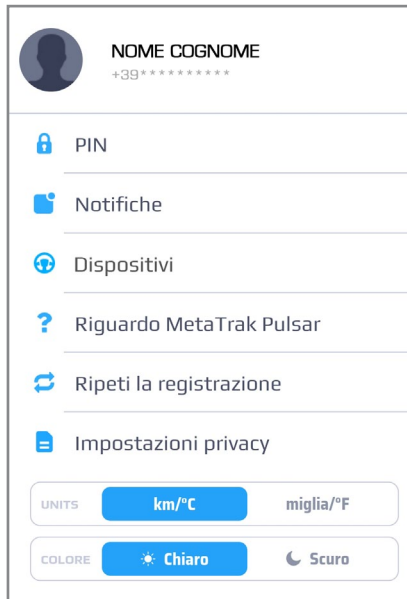 NOME COGNOME
+39**********
PIN
Notifiche
Dispositivi
Riguardo MetaTrak Pulsar
Ripeti la registrazione
Impostazioni privacy
UNITS km/°C miglia/°F
COLORE Chiaro Scuro